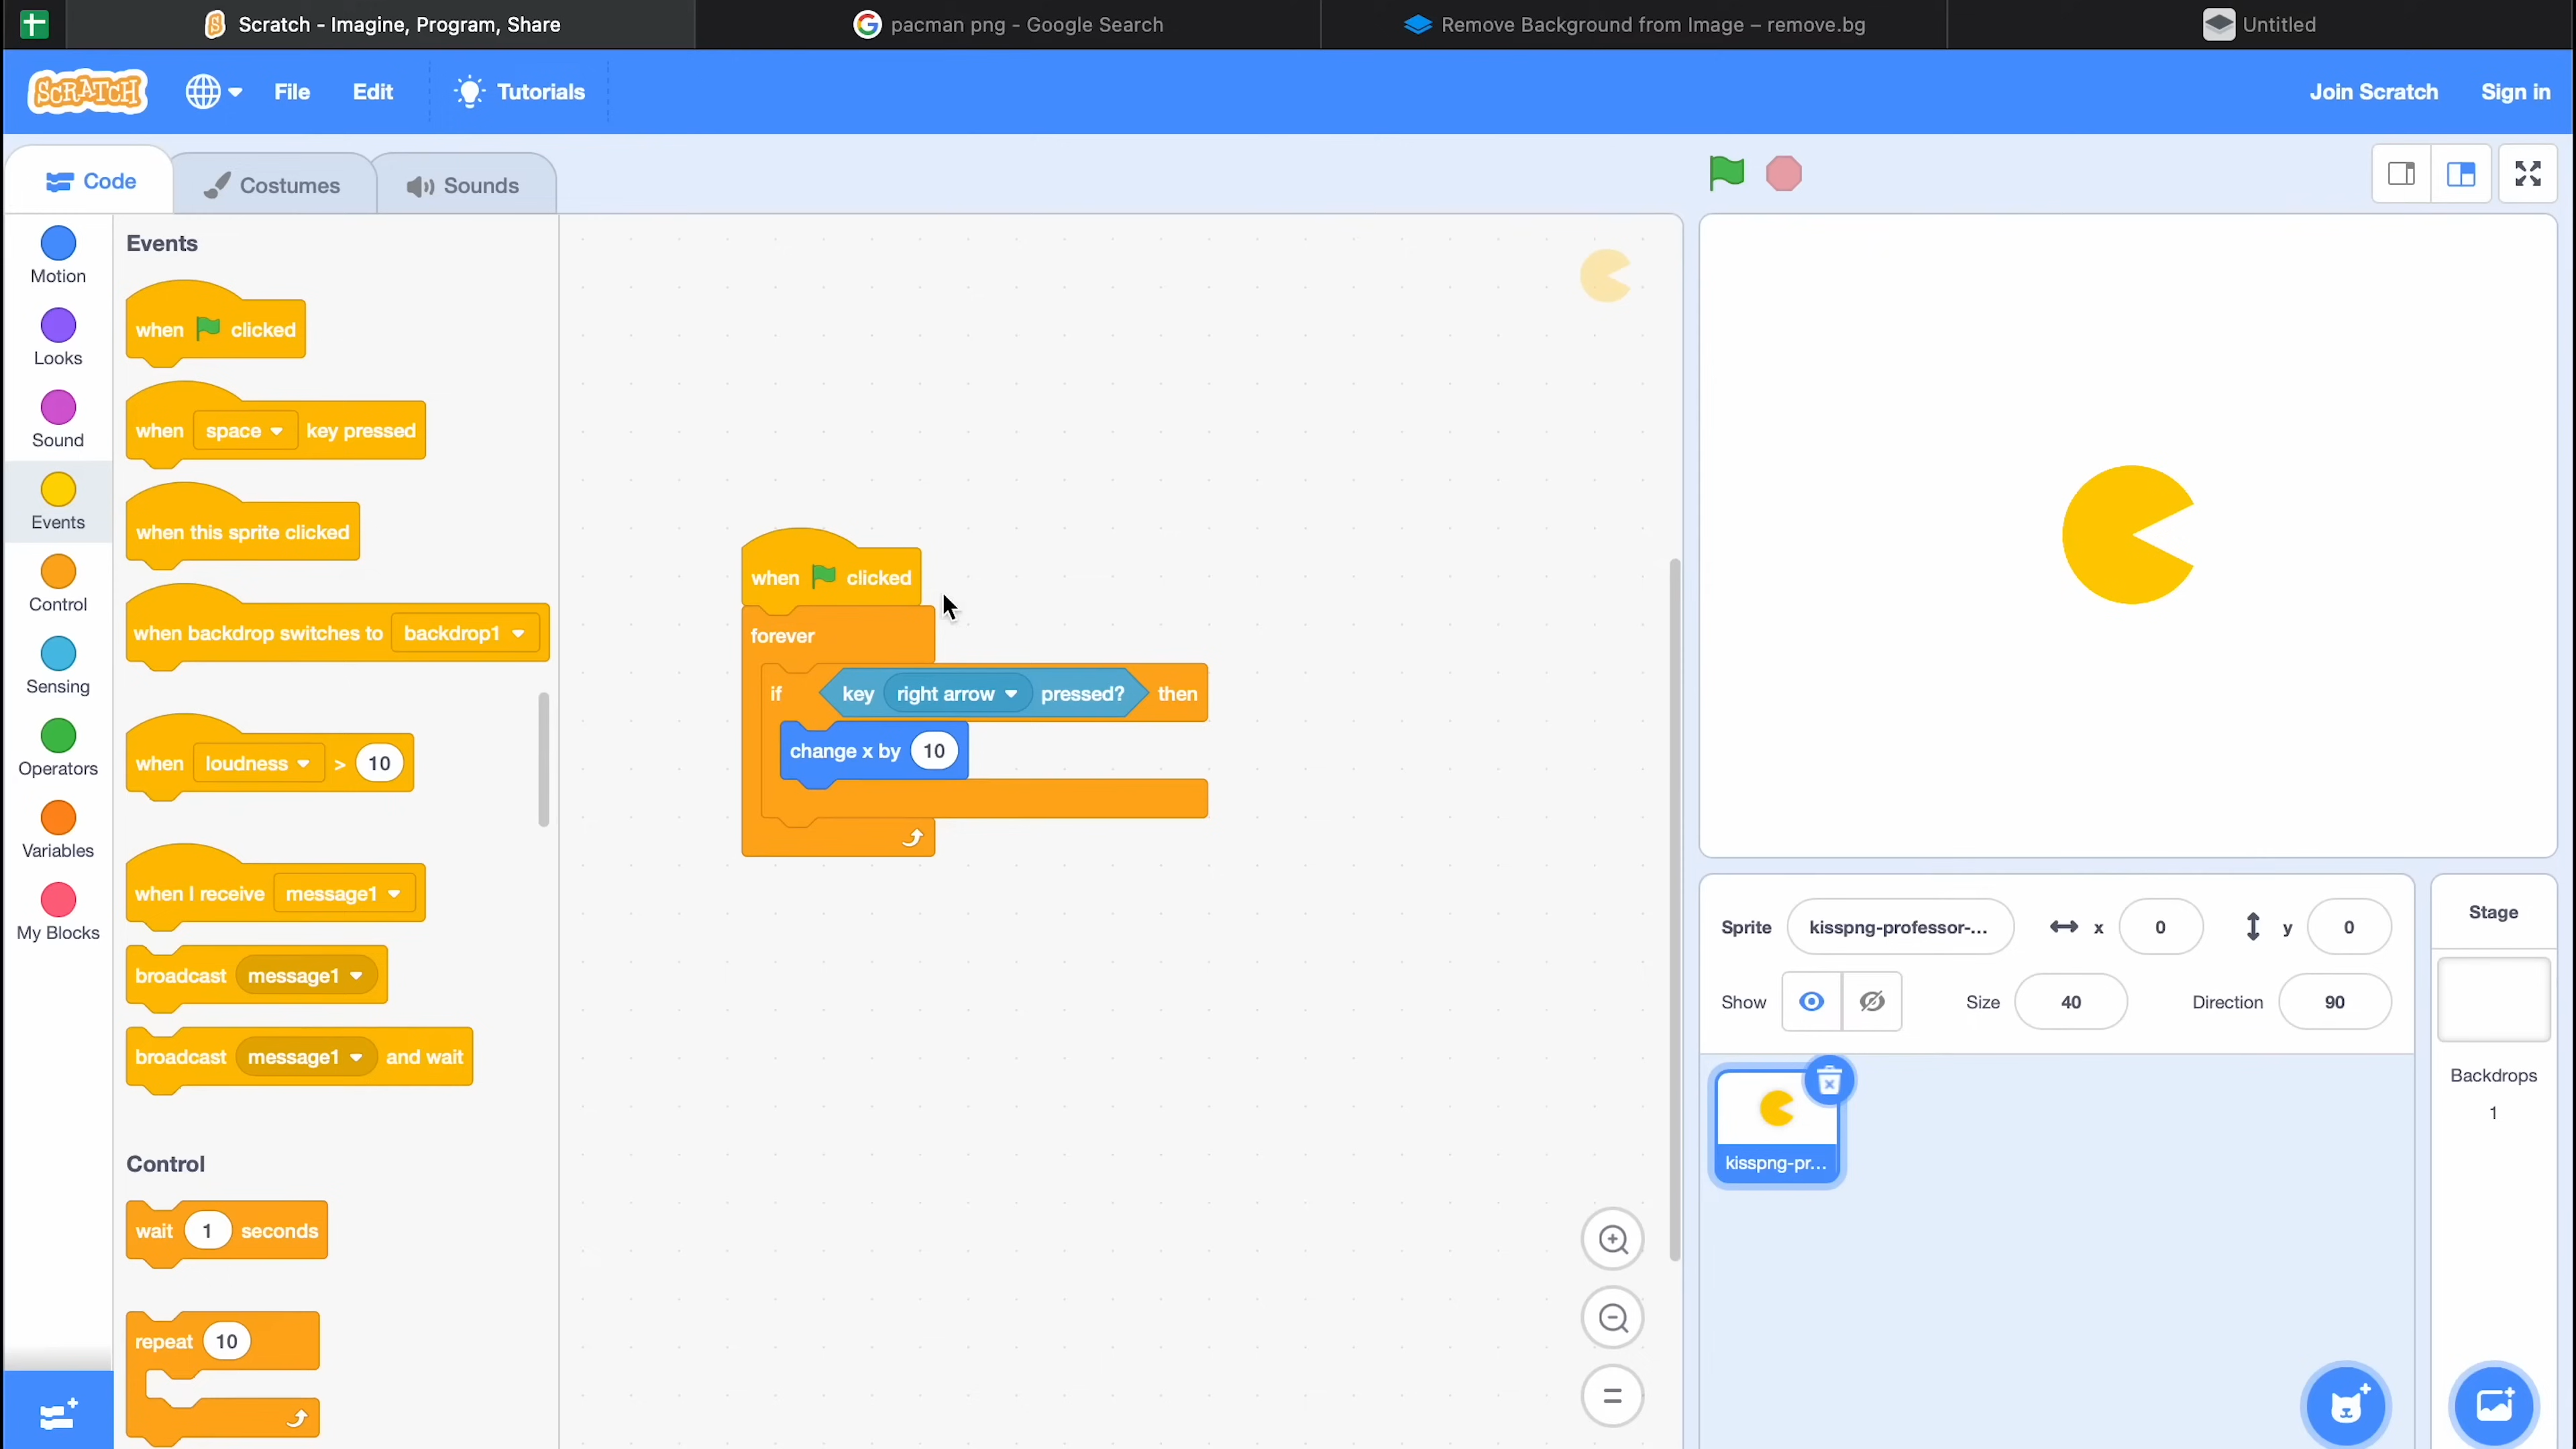 Scratch - Imagine, Program, Share
pacman png - Google Search
Remove Background from Image – remove.bg
Untitled
SCRATCH
File
Edit
Tutorials
Join Scratch
Sign in
Code
Costumes
Sounds
Motion
Looks
Sound
Events
Control
Sensing
Operators
Variables
My Blocks
Events
when clicked
when space key pressed
when this sprite clicked
when backdrop switches to backdrop1
when loudness > 10
when I receive message1
broadcast message1
broadcast message1 and wait
Control
wait 1 seconds
repeat 10
when clicked
forever
if key right arrow pressed? then
change x by 10
Sprite kisspng-professor-... x 0 y 0
Show Size 40 Direction 90
kisspng-pr...
Stage
Backdrops
1